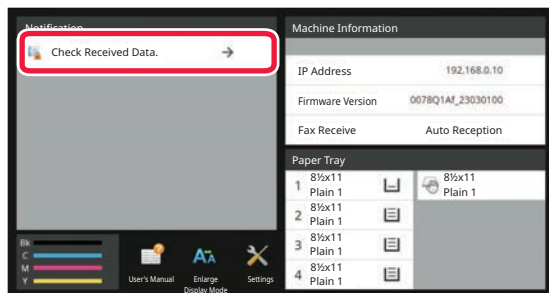 Notification
Check Received Data.
Machine Information
IP Address 192.168.0.10
Firmware Version 0078Q1Af_23030100
Fax Receive Auto Reception
Paper Tray
1 8½x11
Plain 1
8½x11
Plain 1
2 8½x11
Plain 1
3 8½x11
Plain 1
4 8½x11
Plain 1
Bk
C
M
Y
User's Manual
Enlarge
Display Mode
Settings